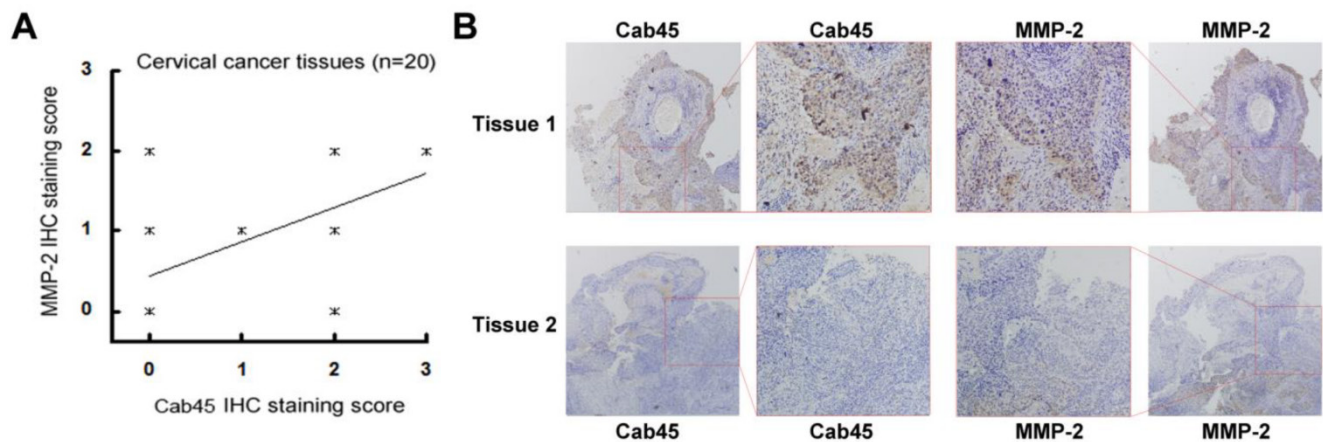 A
Cervical cancer tissues (n=20)
MMP-2 IHC staining score
3
2
1
0
0 1 2 3
Cab45 IHC staining score
B
Cab45 Cab45 MMP-2 MMP-2
Tissue 1
Tissue 2
Cab45 Cab45 MMP-2 MMP-2